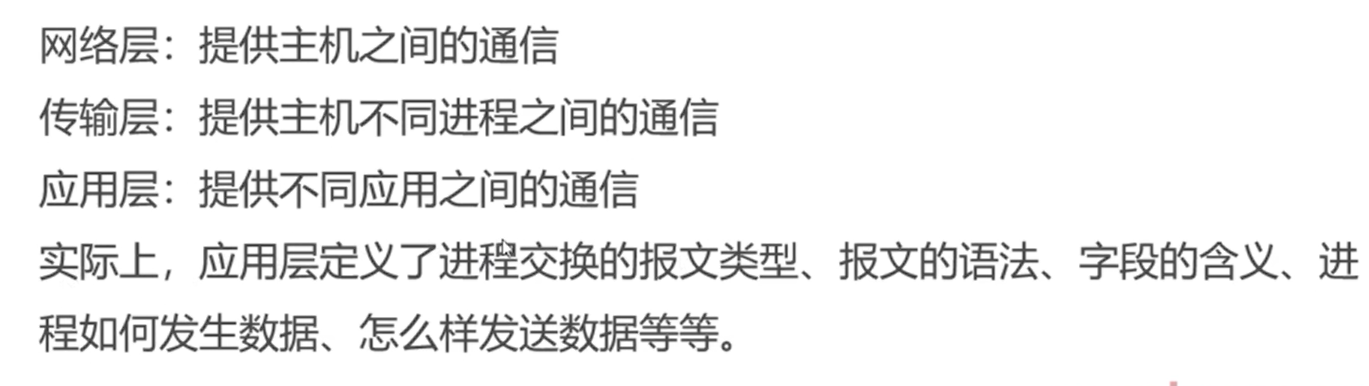 网络层：提供主机之间的通信
传输层：提供主机不同进程之间的通信
应用层：提供不同应用之间的通信
实际上，应用层定义了进程交换的报文类型、报文的语法、字段的含义、进
程如何发生数据、怎么样发送数据等等。